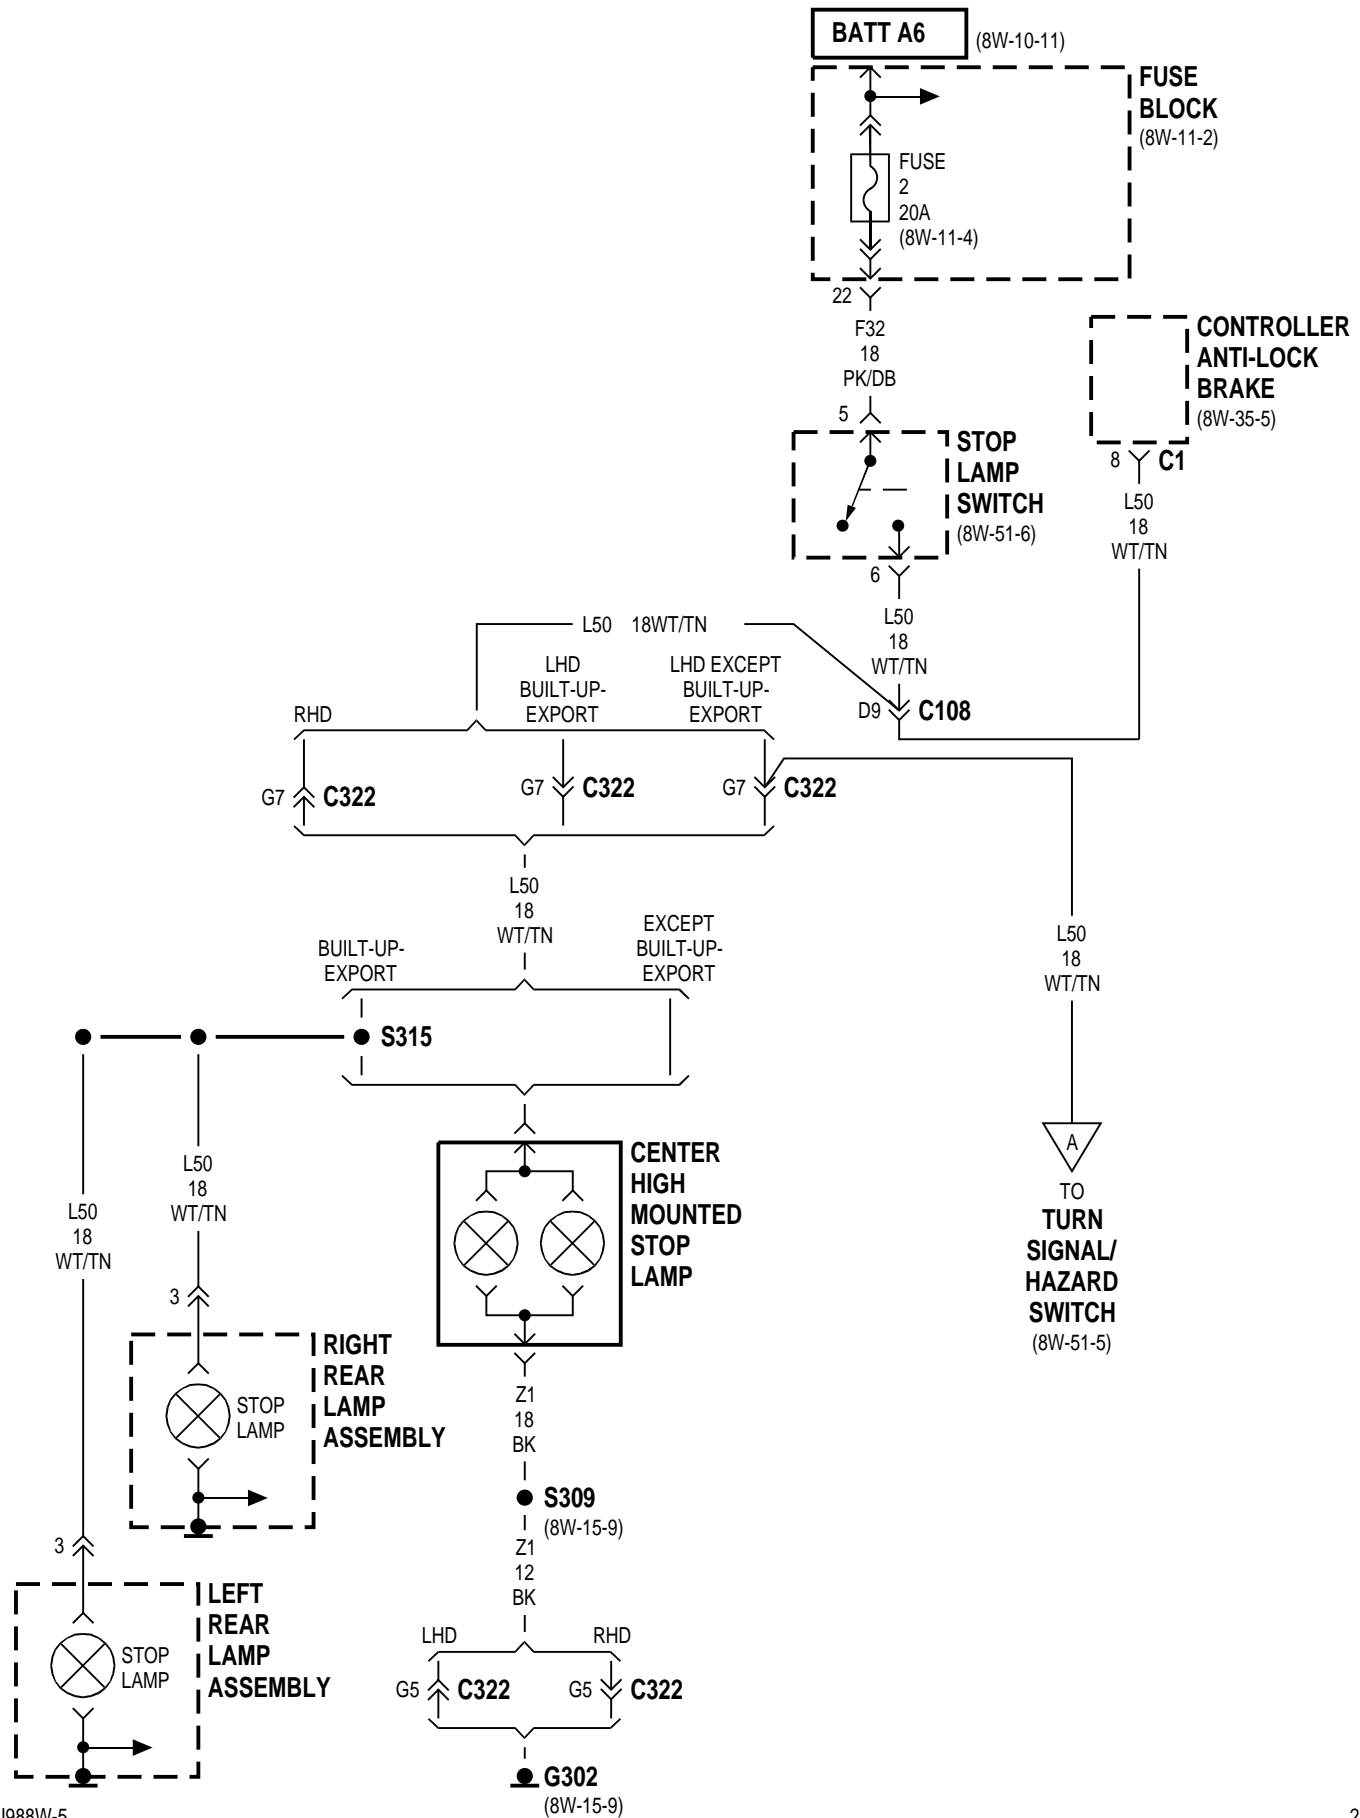 BATT A6
(8W-10-11)
FUSE
BLOCK
(8W-11-2)
FUSE
2
20A
(8W-11-4)
22
F32
18
PK/DB
CONTROLLER
ANTI-LOCK
BRAKE
(8W-35-5)
8
C1
L50
18
WT/TN
5
STOP
LAMP
SWITCH
(8W-51-6)
6
L50
18
WT/TN
D9
C108
L50 18WT/TN
RHD
LHD
BUILT-UP-
EXPORT
LHD EXCEPT
BUILT-UP-
EXPORT
G7
C322
G7
C322
G7
C322
L50
18
WT/TN
BUILT-UP-
EXPORT
EXCEPT
BUILT-UP-
EXPORT
L50
18
WT/TN
S315
CENTER
HIGH
MOUNTED
STOP
LAMP
A
TO
TURN
SIGNAL/
HAZARD
SWITCH
(8W-51-5)
L50
18
WT/TN
L50
18
WT/TN
3
RIGHT
REAR
LAMP
ASSEMBLY
STOP
LAMP
Z1
18
BK
S309
(8W-15-9)
Z1
12
BK
3
LEFT
REAR
LAMP
ASSEMBLY
STOP
LAMP
LHD
RHD
G5
C322
G5
C322
G302
(8W-15-9)
J988W-5
2